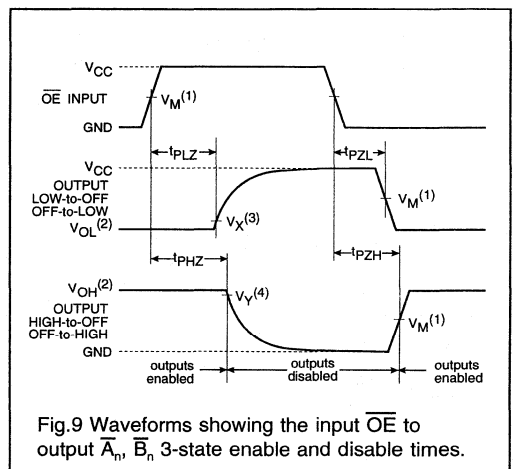 VCC
OE INPUT
VM(1)
GND
tPLZ
tPZL
VCC
OUTPUT
LOW-to-OFF
OFF-to-LOW
VM(1)
VX(3)
VOL(2)
tPHZ
tPZH
VOH(2)
VY(4)
OUTPUT
HIGH-to-OFF
OFF-to-HIGH
VM(1)
GND
outputs
enabled
outputs
disabled
outputs
enabled
Fig.9 Waveforms showing the input O̅E̅ to
output A̅n, B̅n 3-state enable and disable times.